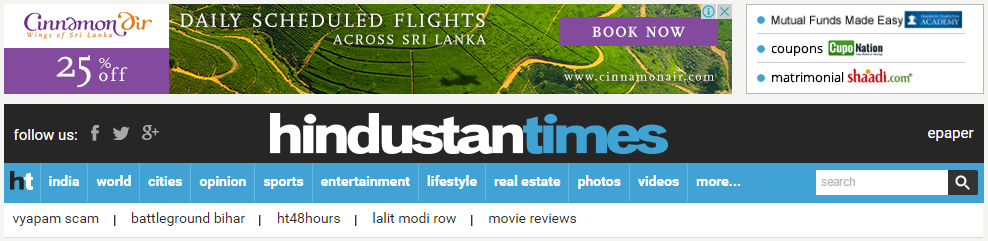 Cinnamon Air
Wings of Sri Lanka
25 % off
DAILY SCHEDULED FLIGHTS
ACROSS SRI LANKA
BOOK NOW
www.cinnamonair.com
Mutual Funds Made Easy
ACADEMY
coupons CupoNation
matrimonial shaadi.com
follow us: f g+
hindustantimes
epaper
ht india world cities opinion sports entertainment lifestyle real estate photos videos more... search
vyapam scam | battleground bihar | ht48hours | lalit modi row | movie reviews